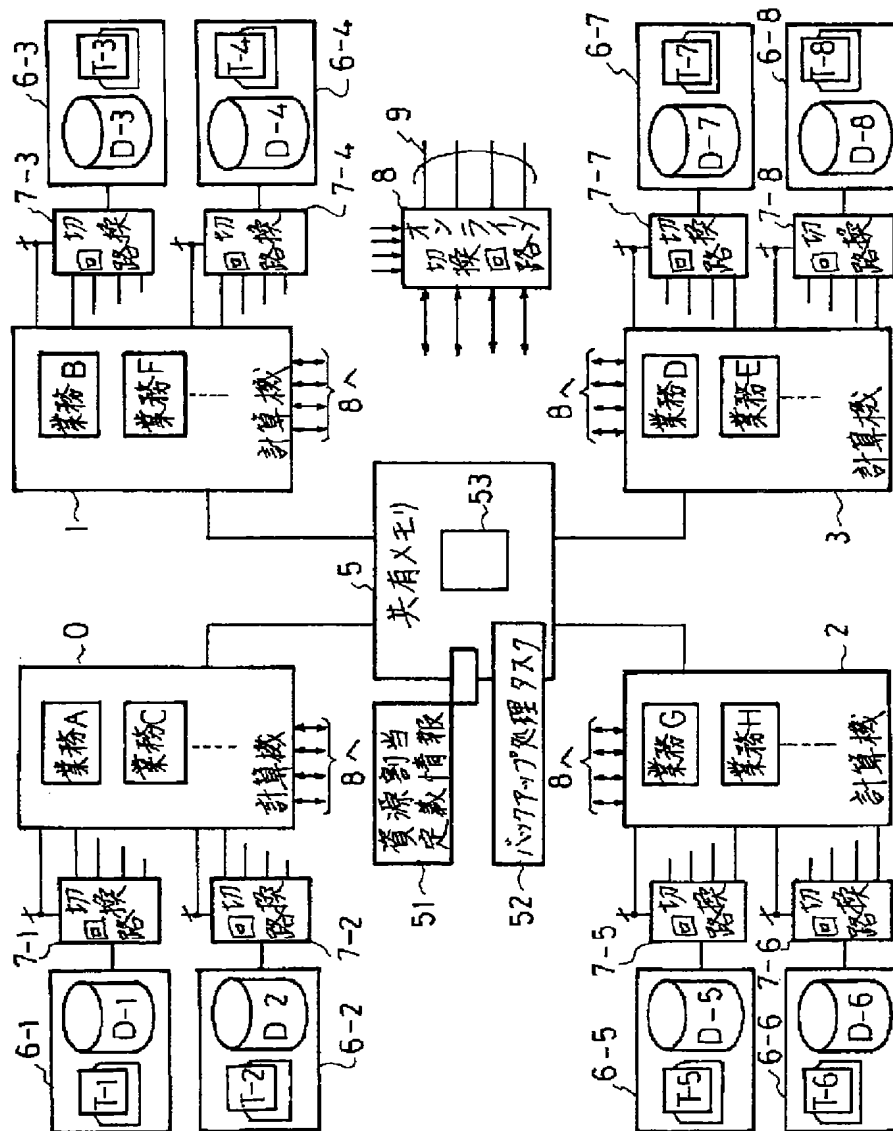 6-1
T-1
D-1
7-1
切換
回路
6-2
T-2
D2
7-2
切換
回路
0
業務A
業務C
計算機
8へ
1
業務B
業務F
計算機
8へ
7-3
切換
回路
6-3
D-3
T-3
7-4
切換
回路
6-4
D-4
T-4
51
資源割当
定義情報
52
バックアップ処理タスク
5
共有メモリ
53
8
オンライン
切換回路
9
6-5
T-5
D-5
7-5
切換
回路
6-6
T-6
D-6
7-6
切換
回路
2
業務G
業務H
計算機
8へ
3
業務D
業務E
計算機
8へ
7-7
切換
回路
6-7
D-7
T-7
7-8
切換
回路
6-8
D-8
T-8